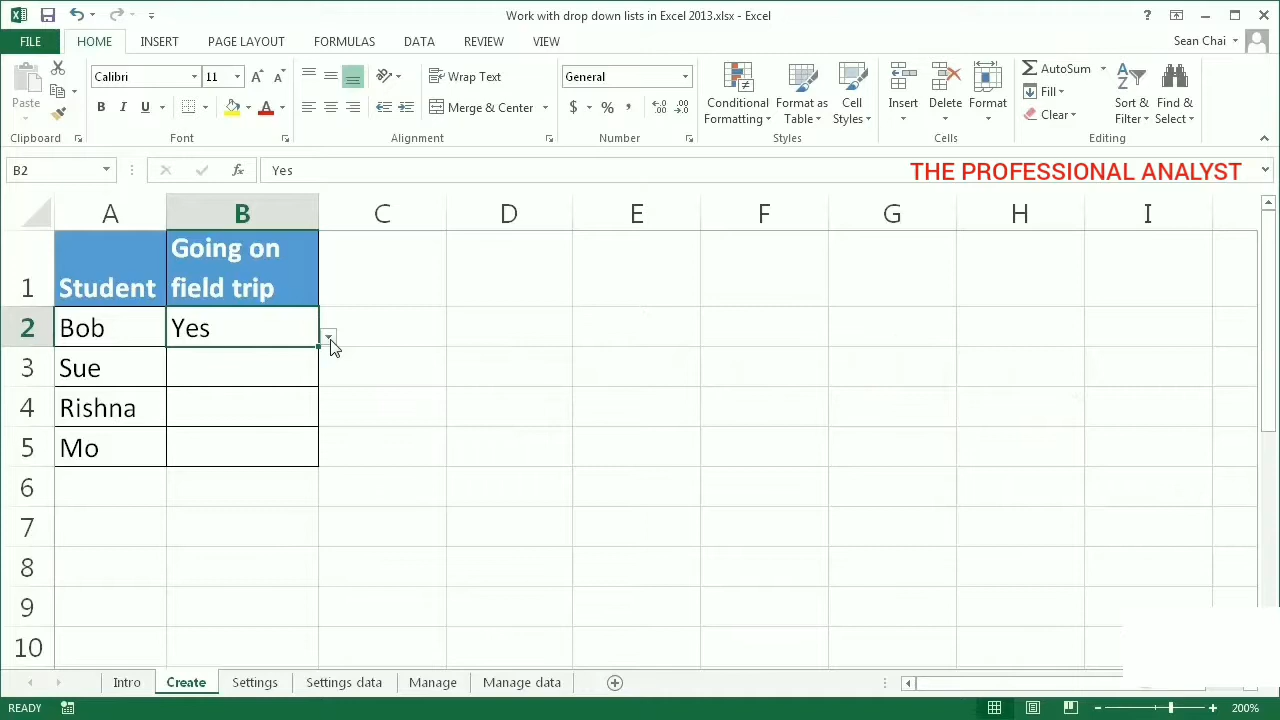 Work with drop down lists in Excel 2013.xlsx - Excel
?
FILE HOME INSERT PAGE LAYOUT FORMULAS DATA REVIEW VIEW Sean Chai
Paste
Calibri 11 A A
B I U A
Wrap Text
Merge & Center
General
$ % , .0 .00
Conditional Formatting
Format as Table
Cell Styles
Insert Delete Format
Σ AutoSum
Fill
Clear
Sort & Filter
Find & Select
Clipboard Font Alignment Number Styles Cells Editing
B2 fx Yes THE PROFESSIONAL ANALYST
A B C D E F G H I
1 Student Going on field trip
2 Bob Yes
3 Sue
4 Rishna
5 Mo
6
7
8
9
10
Intro Create Settings Settings data Manage Manage data
READY 200%